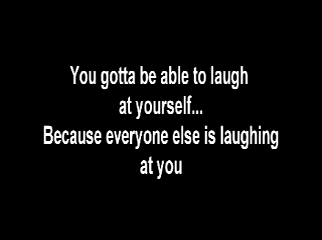 You gotta be able to laugh
at yourself...
Because everyone else is laughing
at you